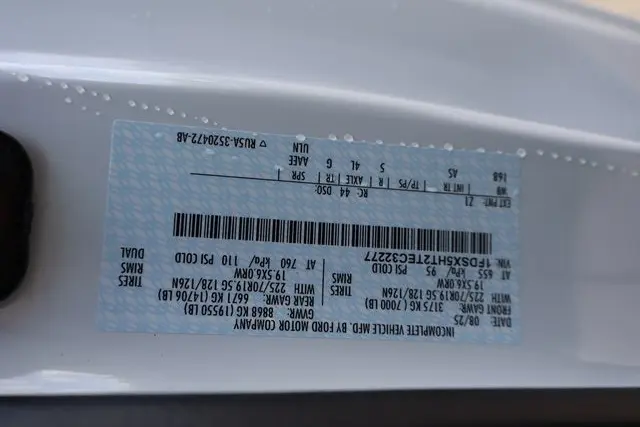 INCOMPLETE VEHICLE MFD. BY FORD MOTOR COMPANY
DATE: 08/25 GVWR: 8868 KG (19550 LB)
FRONT GAWR: 3175 KG (7000 LB) REAR GAWR: 6671 KG (14706 LB)
WITH 225/70R19.5G 128/126N TIRES WITH 225/70R19.5G 128/126N TIRES
19.5X6.0RW RIMS 19.5X6.0RW RIMS
AT 655 kPa/ 95 PSI COLD AT 760 kPa/ 110 PSI COLD DUAL
VIN: 1FDSX5HT2TEC32277
EXT PNT: Z1 RC: 44 DSO:
WB INT TR TP/PS R AXLE TR SPR
168 AS S 4L G AAEE
ULN
▽ RUSA-3520472-AB